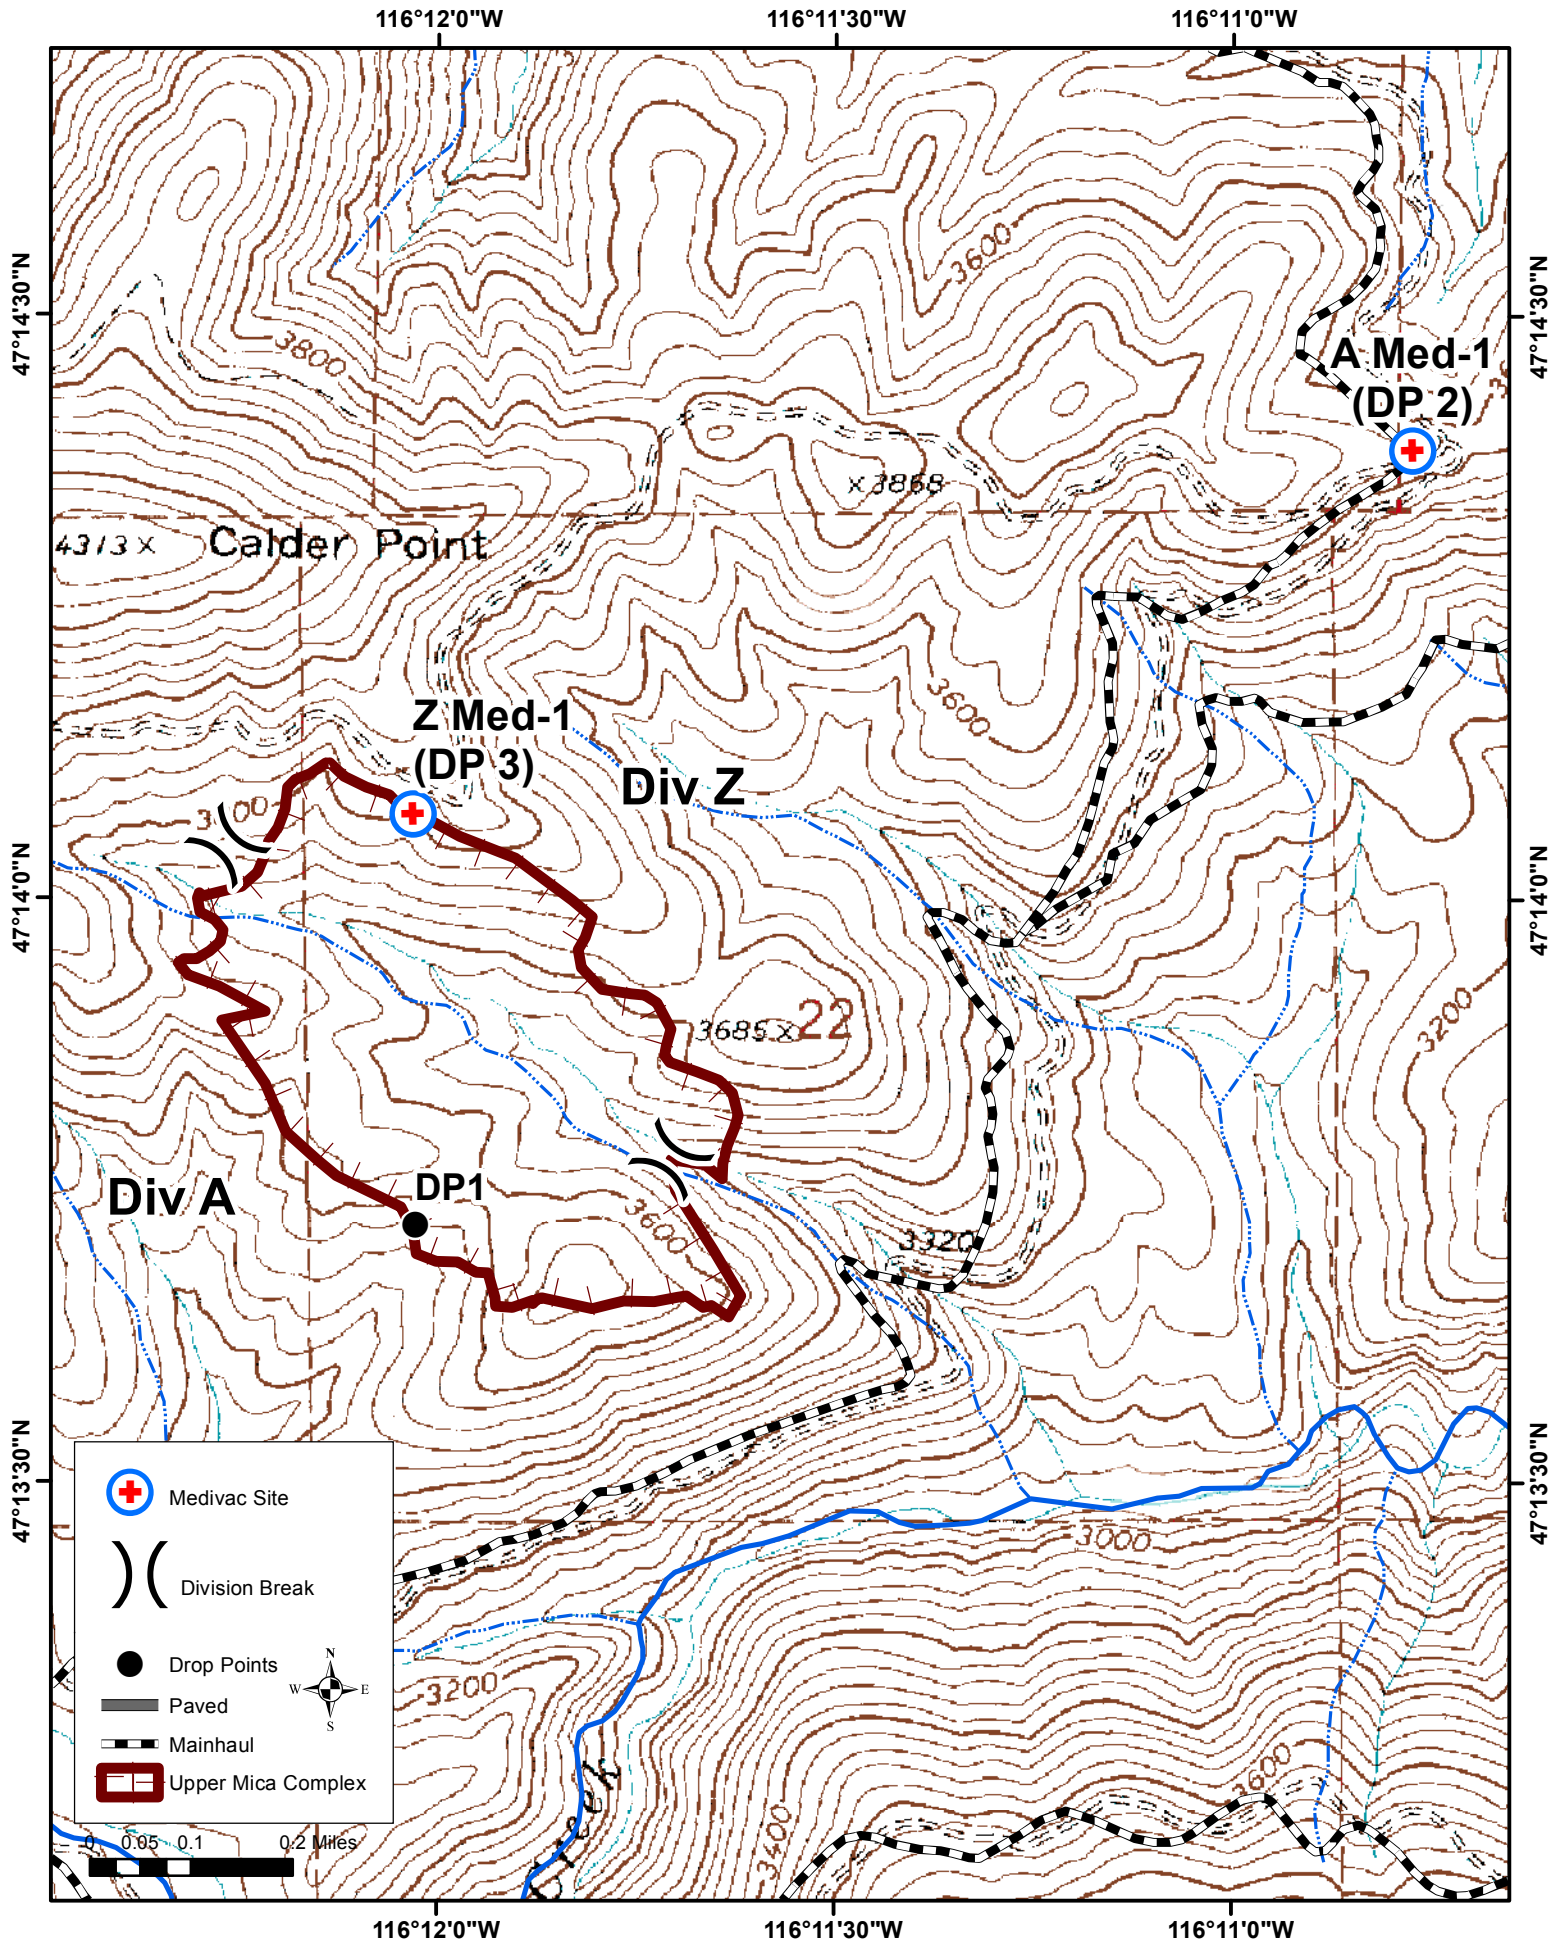 116°12'0"W 116°11'30"W 116°11'0"W
47°14'30"N
47°14'30"N
3600
3800
A Med-1
(DP 2)
×3868
4313×
Calder Point
3600
Z Med-1
(DP 3)
Div Z
47°14'0"N
47°14'0"N
3685×
22
3200
Div A
DP1
3600
3320
47°13'30"N
47°13'30"N
3000
3200
3600
3400
Creek
Medivac Site
Division Break
Drop Points
N
W E
S
Paved
Mainhaul
Upper Mica Complex
0 0.05 0.1 0.2 Miles
116°12'0"W 116°11'30"W 116°11'0"W